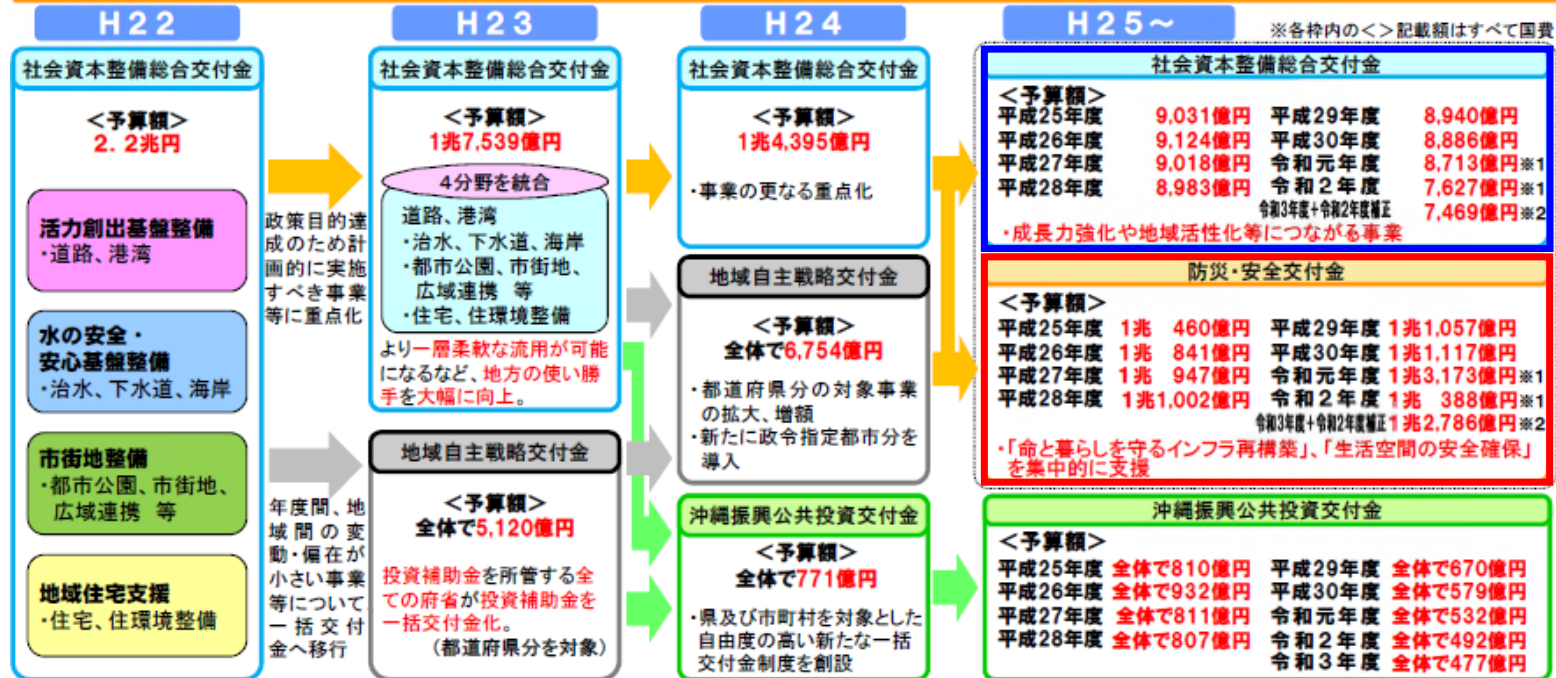 H22
H23
H24
H25～
※各枠内の<>記載額はすべて国費
社会資本整備総合交付金
<予算額>
2.2兆円
活力創出基盤整備
・道路、港湾
水の安全・
安心基盤整備
・治水、下水道、海岸
市街地整備
・都市公園、市街地、
広域連携 等
地域住宅支援
・住宅、住環境整備
政策目的達
成のため計
画的に実施
すべき事業
等に重点化
年度間、地
域間の変
動・偏在が
小さい事業
等について
一括交付
金へ移行
社会資本整備総合交付金
<予算額>
1兆7,539億円
4分野を統合
道路、港湾
・治水、下水道、海岸
・都市公園、市街地、
広域連携 等
・住宅、住環境整備
より一層柔軟な流用が可能
になるなど、地方の使い勝
手を大幅に向上。
地域自主戦略交付金
<予算額>
全体で5,120億円
投資補助金を所管する全
ての府省が投資補助金を
一括交付金化。
(都道府県分を対象)
社会資本整備総合交付金
<予算額>
1兆4,395億円
・事業の更なる重点化
地域自主戦略交付金
<予算額>
全体で6,754億円
・都道府県分の対象事業
の拡大、増額
・新たに政令指定都市分を
導入
沖縄振興公共投資交付金
<予算額>
全体で771億円
・県及び市町村を対象とした
自由度の高い新たな一括
交付金制度を創設
社会資本整備総合交付金
<予算額>
平成25年度 9,031億円 平成29年度 8,940億円
平成26年度 9,124億円 平成30年度 8,886億円
平成27年度 9,018億円 令和元年度 8,713億円※1
平成28年度 8,983億円 令和2年度 7,627億円※1
令和3年度+令和2年度補正 7,469億円※2
・成長力強化や地域活性化等につながる事業
防災・安全交付金
<予算額>
平成25年度 1兆 460億円 平成29年度 1兆1,057億円
平成26年度 1兆 841億円 平成30年度 1兆1,117億円
平成27年度 1兆 947億円 令和元年度 1兆3,173億円※1
平成28年度 1兆1,002億円 令和2年度 1兆 388億円※1
令和3年度+令和2年度補正 1兆2,786億円※2
・「命と暮らしを守るインフラ再構築」、「生活空間の安全確保」
を集中的に支援
沖縄振興公共投資交付金
<予算額>
平成25年度 全体で810億円 平成29年度 全体で670億円
平成26年度 全体で932億円 平成30年度 全体で579億円
平成27年度 全体で811億円 令和元年度 全体で532億円
平成28年度 全体で807億円 令和2年度 全体で492億円
令和3年度 全体で477億円